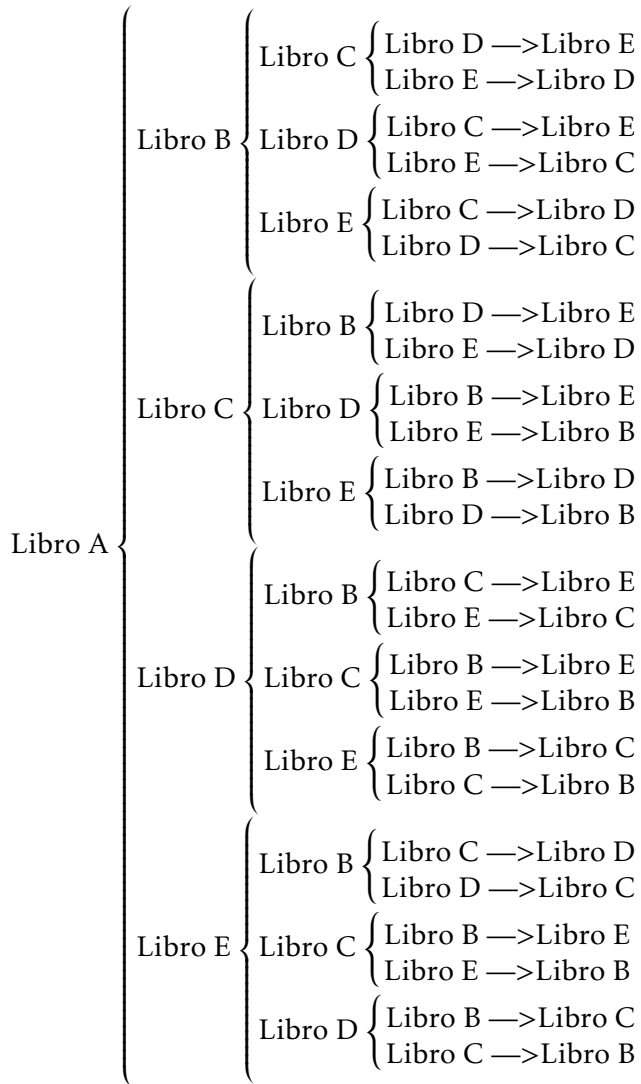 Libro C Libro D —>Libro E
Libro E —>Libro D
Libro B Libro D Libro C —>Libro E
Libro E —>Libro C
Libro E Libro C —>Libro D
Libro D —>Libro C
Libro B Libro D —>Libro E
Libro E —>Libro D
Libro C Libro D Libro B —>Libro E
Libro E —>Libro B
Libro E Libro B —>Libro D
Libro D —>Libro B
Libro A
Libro B Libro C —>Libro E
Libro E —>Libro C
Libro D Libro C Libro B —>Libro E
Libro E —>Libro B
Libro E Libro B —>Libro C
Libro C —>Libro B
Libro B Libro C —>Libro D
Libro D —>Libro C
Libro E Libro C Libro B —>Libro E
Libro E —>Libro B
Libro D Libro B —>Libro C
Libro C —>Libro B